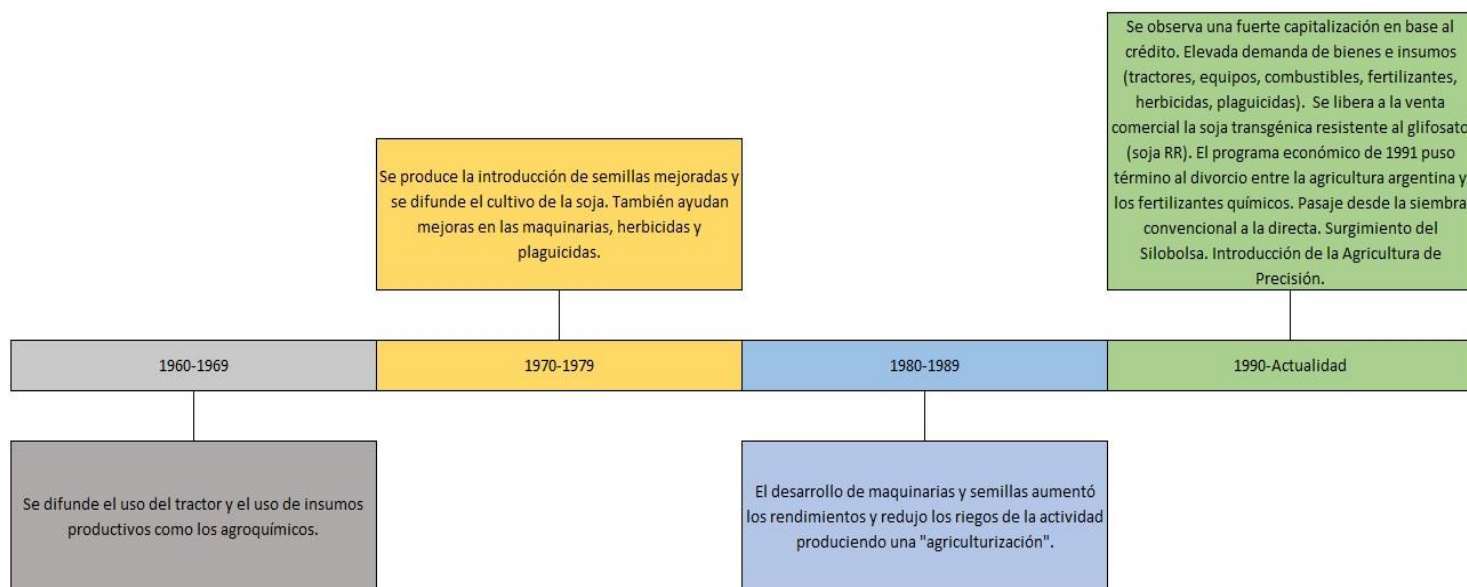 Se observa una fuerte capitalización en base al
crédito. Elevada demanda de bienes e insumos
(tractores, equipos, combustibles, fertilizantes,
herbicidas, plaguicidas).  Se libera a la venta
comercial la soja transgénica resistente al glifosato
(soja RR). El programa económico de 1991 puso
término al divorcio entre la agricultura argentina y
los fertilizantes químicos. Pasaje desde la siembra
convencional a la directa. Surgimiento del
Silobolsa. Introducción de la Agricultura de
Precisión.
Se produce la introducción de semillas mejoradas y
se difunde el cultivo de la soja. También ayudan
mejoras en las maquinarias, herbicidas y
plaguicidas.
1960-1969
1970-1979
1980-1989
1990-Actualidad
Se difunde el uso del tractor y el uso de insumos
productivos como los agroquímicos.
El desarrollo de maquinarias y semillas aumentó
los rendimientos y redujo los riegos de la actividad
produciendo una "agriculturización".